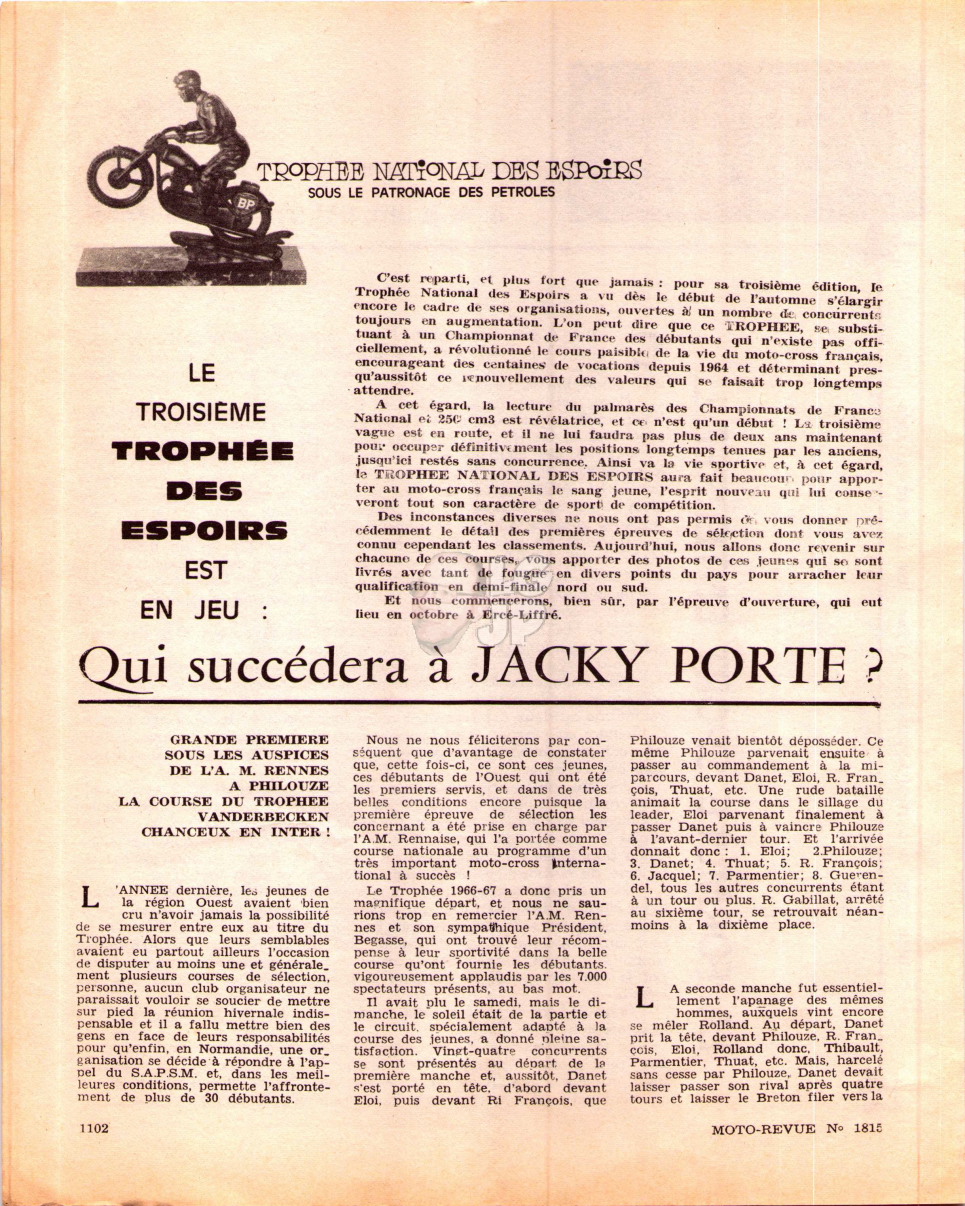 TROPHEE NATIONAL DES ESPOIRS
SOUS LE PATRONAGE DES PETROLES
BP
C'est reparti, et plus fort que jamais : pour sa troisième édition, le
Trophée National des Espoirs a vu dès le début de l'automne s'élargir
encore le cadre de ses organisations, ouvertes à un nombre de concurrents
toujours en augmentation. L'on peut dire que ce TROPHEE, se substi-
tuant à un Championnat de France des débutants qui n'existe pas offi-
ciellement, a révolutionné le cours paisible de la vie du moto-cross français,
encourageant des centaines de vocations depuis 1964 et déterminant pres-
qu'aussitôt ce renouvellement des valeurs qui se faisait trop longtemps
attendre.
A cet égard, la lecture du palmarès des Championnats de France
National et 250 cm3 est révélatrice, et ce n'est qu'un début ! La troisième
vague est en route, et il ne lui faudra pas plus de deux ans maintenant
pour occuper définitivement les positions longtemps tenues par les anciens,
jusqu'ici restés sans concurrence. Ainsi va la vie sportive et, à cet égard,
le TROPHEE NATIONAL DES ESPOIRS aura fait beaucoup pour appor-
ter au moto-cross français le sang jeune, l'esprit nouveau qui lui conser-
veront tout son caractère de sport de compétition.
Des inconstances diverses ne nous ont pas permis de vous donner pré-
cédemment le détail des premières épreuves de sélection dont vous avez
connu cependant les classements. Aujourd'hui, nous allons donc revenir sur
chacune de ces courses, vous apporter des photos de ces jeunes qui se sont
livrés avec tant de fougue en divers points du pays pour arracher leur
qualification en demi-finale nord ou sud.
Et nous commencerons, bien sûr, par l'épreuve d'ouverture, qui eut
lieu en octobre à Ercé-Liffré.
LE
TROISIÈME
TROPHÉE
DES
ESPOIRS
EST
EN JEU :
JP
Qui succédera à JACKY PORTE ?
GRANDE PREMIERE
SOUS LES AUSPICES
DE L'A. M. RENNES
A PHILOUZE
LA COURSE DU TROPHEE
VANDERBECKEN
CHANCEUX EN INTER !
L'ANNEE dernière, les jeunes de
la région Ouest avaient bien
cru n'avoir jamais la possibilité
de se mesurer entre eux au titre du
Trophée. Alors que leurs semblables
avaient eu partout ailleurs l'occasion
de disputer au moins une et générale-
ment plusieurs courses de sélection,
personne, aucun club organisateur ne
paraissait vouloir se soucier de mettre
sur pied la réunion hivernale indis-
pensable et il a fallu mettre bien des
gens en face de leurs responsabilités
pour qu'enfin, en Normandie, une or-
ganisation se décide à répondre à l'ap-
pel du S.A.P.S.M. et, dans les meil-
leures conditions, permette l'affronte-
ment de plus de 30 débutants.
Nous ne nous féliciterons par con-
séquent que d'avantage de constater
que, cette fois-ci, ce sont ces jeunes,
ces débutants de l'Ouest qui ont été
les premiers servis, et dans de très
belles conditions encore puisque la
première épreuve de sélection les
concernant a été prise en charge par
l'A.M. Rennaise, qui l'a portée comme
course nationale au programme d'un
très important moto-cross interna-
tional à succès !
Le Trophée 1966-67 a donc pris un
magnifique départ, et nous ne sau-
rions trop en remercier l'A.M. Ren-
nes et son sympathique Président,
Begasse, qui ont trouvé leur récom-
pense à leur sportivité dans la belle
course qu'ont fournie les débutants.
vigoureusement applaudis par les 7.000
spectateurs présents, au bas mot.
Il avait plu le samedi, mais le di-
manche, le soleil était de la partie et
le circuit, spécialement adapté à la
course des jeunes, a donné pleine sa-
tisfaction. Vingt-quatre concurrents
se sont présentés au départ de la
première manche et, aussitôt, Danet
s'est porté en tête, d'abord devant
Eloi, puis devant Ri François, que
Philouze venait bientôt déposséder. Ce
même Philouze parvenait ensuite à
passer au commandement à la mi-
parcours, devant Danet, Eloi, R. Fran-
çois, Thuat, etc. Une rude bataille
animait la course dans le sillage du
leader, Eloi parvenant finalement à
passer Danet puis à vaincre Philouze
à l'avant-dernier tour. Et l'arrivée
donnait donc : 1. Eloi; 2.Philouze;
3. Danet; 4. Thuat; 5. R. François;
6. Jacquel; 7. Parmentier; 8. Gueren-
del, tous les autres concurrents étant
à un tour ou plus. R. Gabillat, arrêté
au sixième tour, se retrouvait néan-
moins à la dixième place.
LA seconde manche fut essentiel-
lement l'apanage des mêmes
hommes, auxquels vint encore
se mêler Rolland. Au départ, Danet
prit la tête, devant Philouze, R. Fran-
çois, Eloi, Rolland donc, Thibault,
Parmentier, Thuat, etc. Mais, harcelé
sans cesse par Philouze, Danet devait
laisser passer son rival après quatre
tours et laisser le Breton filer vers la
1102
MOTO-REVUE No 1815